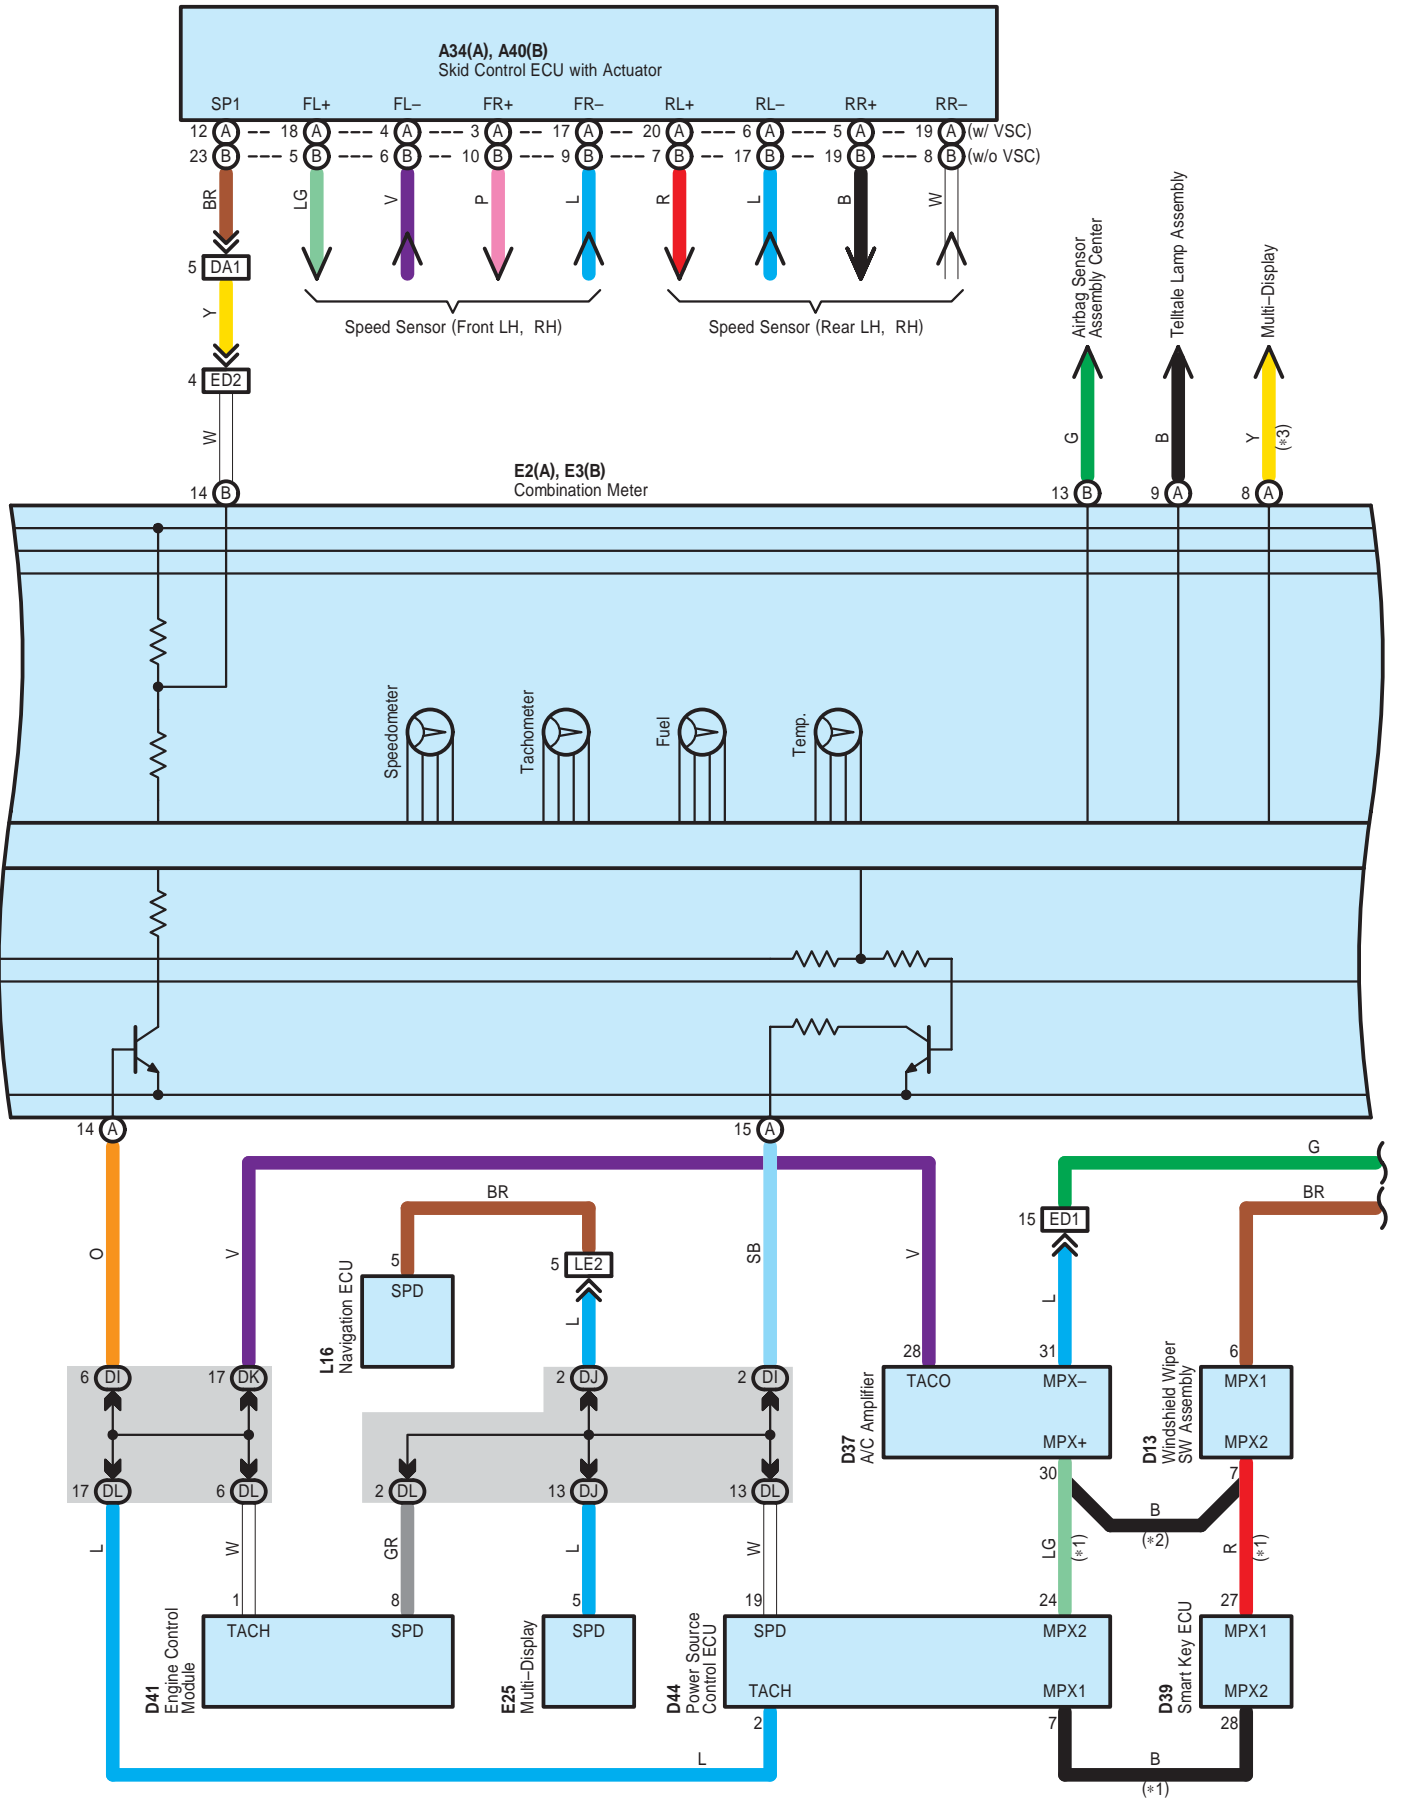 A34(A), A40(B)
Skid Control ECU with Actuator
SP1 FL+ FL– FR+ FR– RL+ RL– RR+ RR–
12 A 18 A 4 A 3 A 17 A 20 A 6 A 5 A 19 A (w/ VSC)
23 B 5 B 6 B 10 B 9 B 7 B 17 B 19 B 8 B (w/o VSC)
BR LG V P L R L B W
5 DA1
Y
Speed Sensor (Front LH, RH)
Speed Sensor (Rear LH, RH)
Airbag Sensor
Assembly Center
Telltale Lamp Assembly
Multi–Display
4 ED2
W
G B Y
(*3)
E2(A), E3(B)
Combination Meter
14 B
13 B 9 A 8 A
Speedometer
Tachometer
Fuel
Temp.
14 A
15 A
G
BR
BR
15 ED1
O V SB V L
5
5 LE2
SPD
L
L16
Navigation ECU
28 31 6
6 DI 17 DK 2 DJ 2 DI
TACO MPX–
MPX+
MPX1
MPX2
D37
A/C Amplifier
D13
Windshield Wiper
SW Assembly
30 7
17 DL 6 DL 2 DL 13 DJ 13 DL
B
(*2)
L W GR L W
LG
(*1)
R
(*1)
1 8 5 19 24 27
TACH SPD
D41
Engine Control
Module
SPD
E25
Multi–Display
SPD MPX2
TACH MPX1
D44
Power Source
Control ECU
MPX1
MPX2
D39
Smart Key ECU
2 7 28
L
B
(*1)